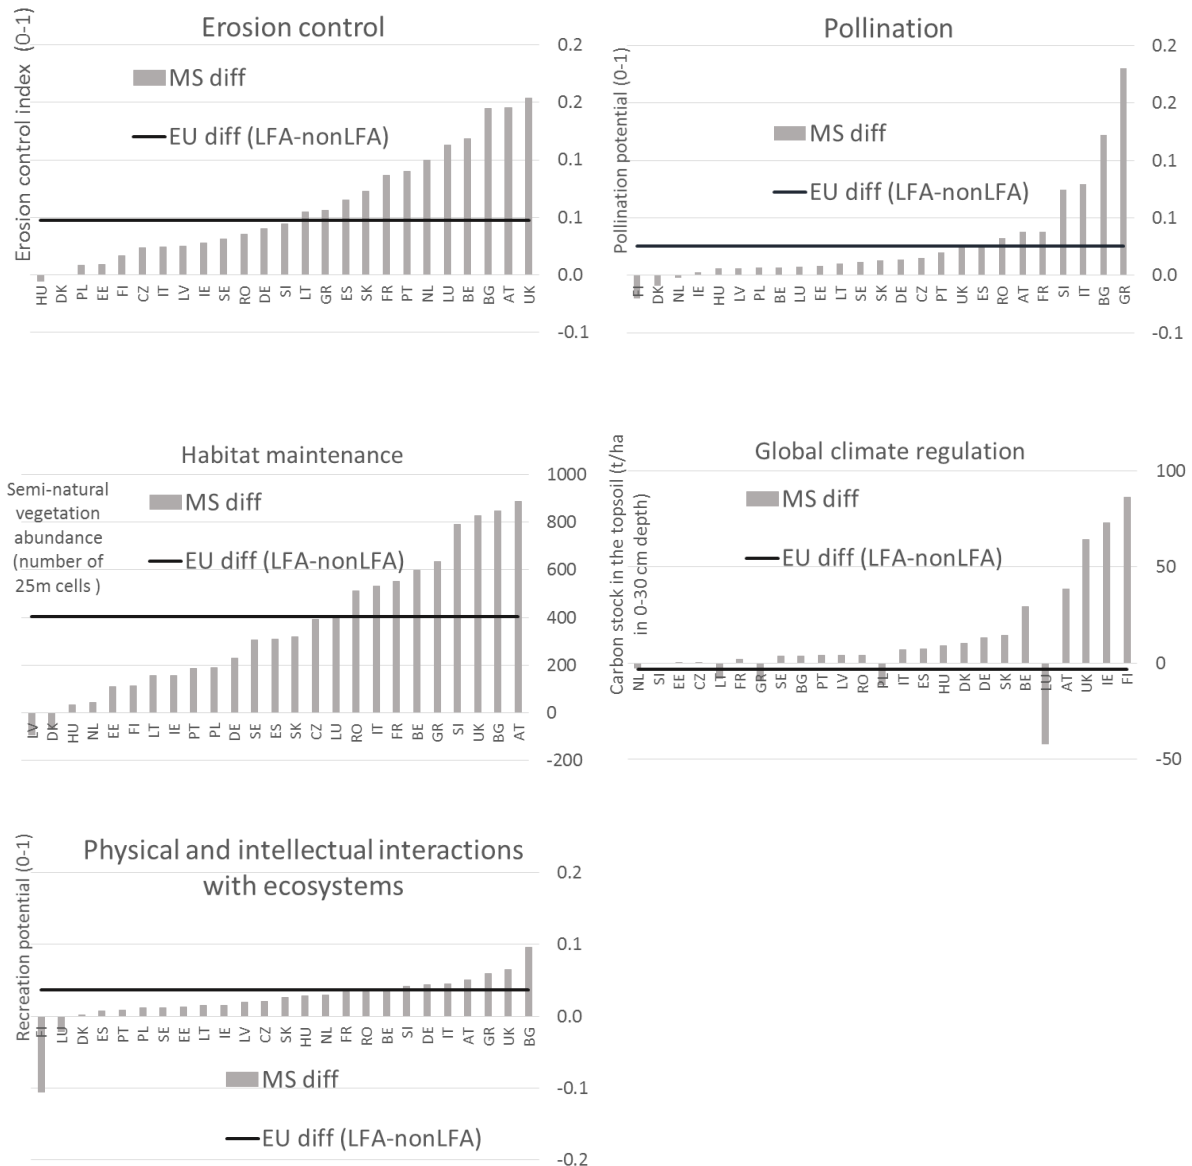 Erosion control
Erosion control index (0-1)
MS diff
EU diff (LFA-nonLFA)
0.2
0.2
0.1
0.1
0.0
-0.1
HU DK PL EE FI CZ IT LV IE SE RO DE SI LT GR ES SK FR PT NL LU BE BG AT UK
Pollination
Pollination potential (0-1)
MS diff
EU diff (LFA-nonLFA)
0.2
0.2
0.1
0.1
0.0
-0.1
FI DK NL IE HU LV PL BE LU EE LT SE SK DE CZ PT UK ES RO AT FR SI IT BG GR
Habitat maintenance
Semi-natural
vegetation
abundance
(number of
25m cells )
MS diff
EU diff (LFA-nonLFA)
1000
800
600
400
200
0
-200
LV DK HU NL EE FI LT IE PT PL DE SE ES SK CZ LU RO IT FR BE GR SI UK BG AT
Global climate regulation
Carbon stock in the topsoil (t/ha
in 0-30 cm depth)
MS diff
EU diff (LFA-nonLFA)
100
50
0
-50
NL SI EE CZ LT FR GR SE BG PT LV RO PL IT ES HU DK DE SK BE LU AT UK IE FI
Physical and intellectual interactions
with ecosystems
Recreation potential (0-1)
0.2
0.1
0.0
-0.1
-0.2
FI LU DK ES PT PL SE EE LT IE LV CZ SK HU NL FR RO BE SI DE IT AT GR UK BG
MS diff
EU diff (LFA-nonLFA)